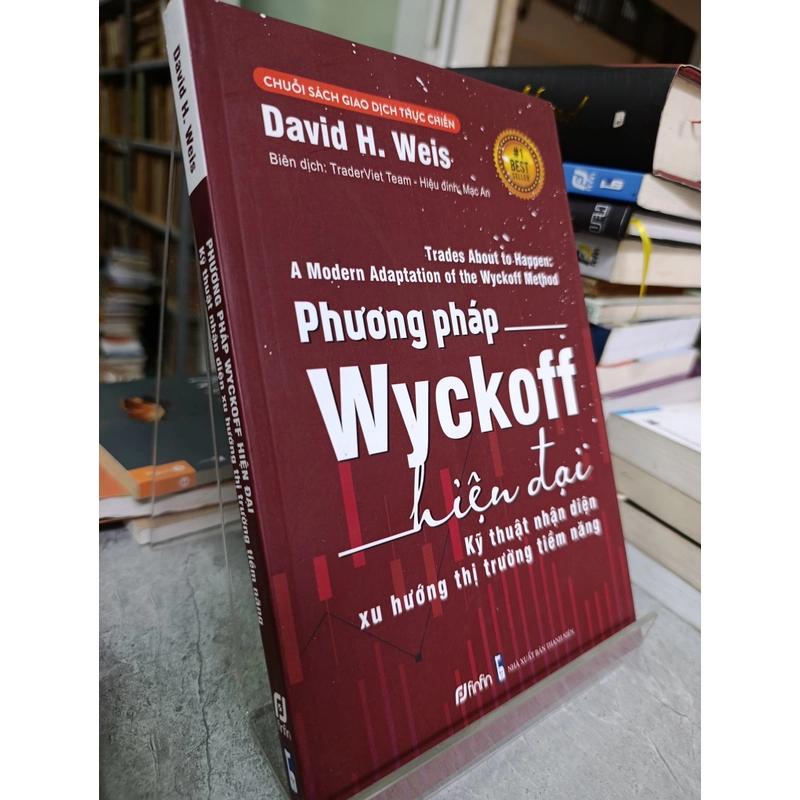 David H. Weis
PHƯƠNG PHÁP WYCKOFF HIỆN ĐẠI
Kỹ thuật nhận diện xu hướng thị trường tiềm năng
finfin
CHUỖI SÁCH GIAO DỊCH THỰC CHIẾN
David H. Weis
Biên dịch: TraderViet Team - Hiệu đính: Mạc An
#1
BEST
SELLER
Trades About to Happen:
A Modern Adaptation of the Wyckoff Method
Phương pháp
Wyckoff
hiện đại
Kỹ thuật nhận diện
xu hướng thị trường tiềm năng
finfin
NHÀ XUẤT BẢN THANH NIÊN